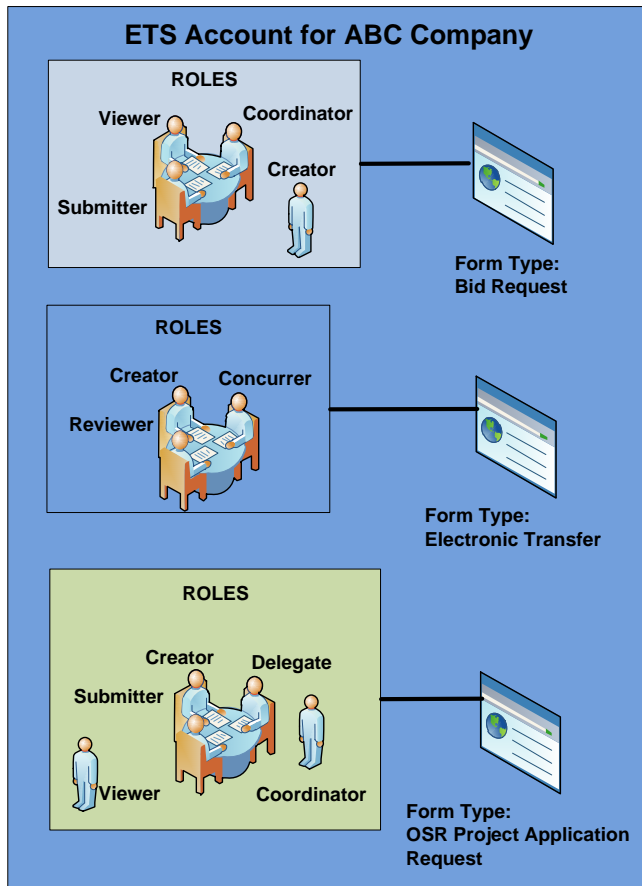 ETS Account for ABC Company
ROLES
Viewer
Coordinator
Creator
Submitter
Form Type:
Bid Request
ROLES
Creator
Concurrer
Reviewer
Form Type:
Electronic Transfer
ROLES
Creator
Delegate
Submitter
Viewer
Coordinator
Form Type:
OSR Project Application
Request